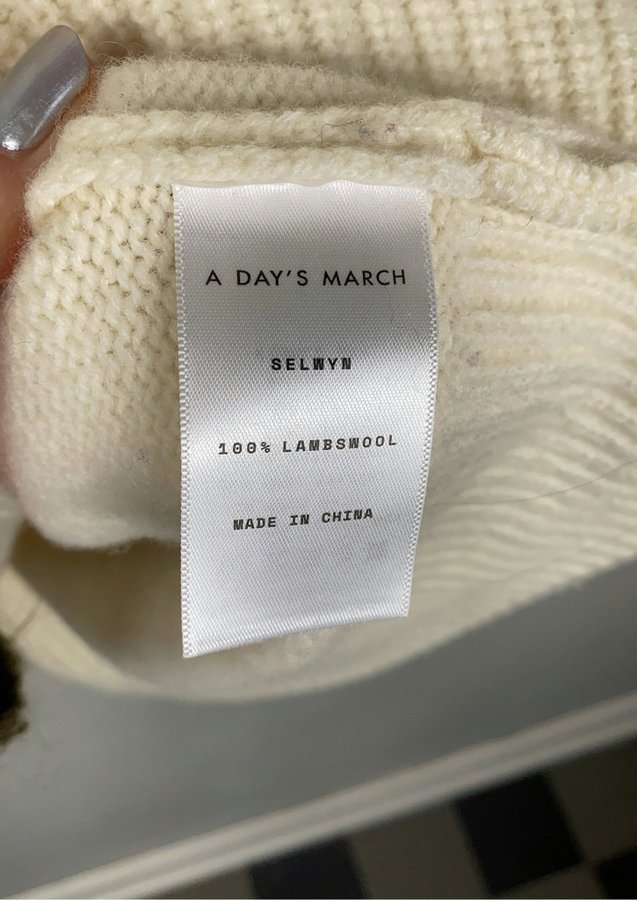 A DAY'S MARCH
SELWYN
100% LAMBSWOOL
MADE IN CHINA